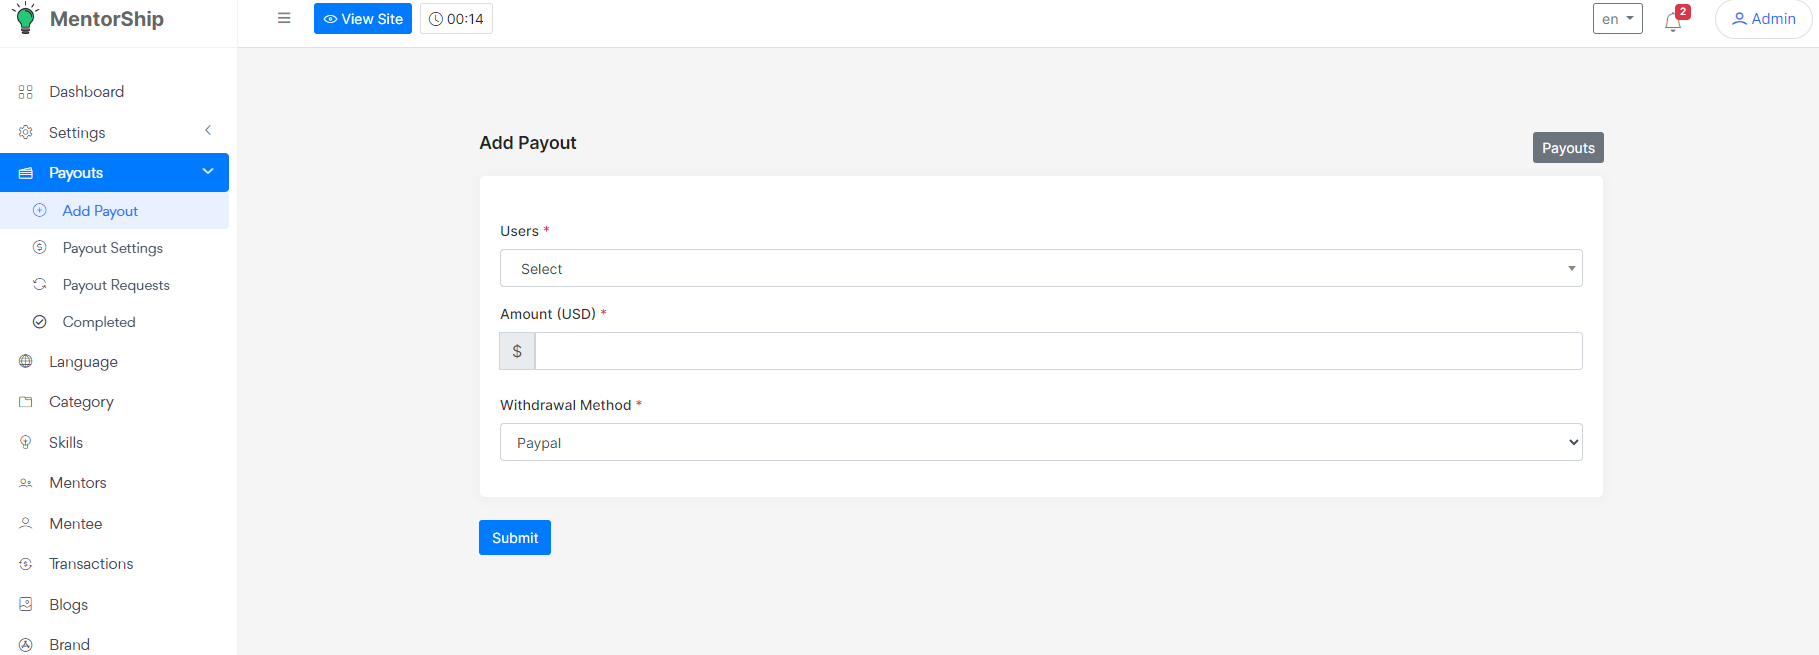 MentorShip
View Site
00:14
en
2
Admin
Dashboard
Settings
Payouts
Add Payout
Payout Settings
Payout Requests
Completed
Language
Category
Skills
Mentors
Mentee
Transactions
Blogs
Brand
Add Payout
Payouts
Users *
Select
Amount (USD) *
$
Withdrawal Method *
Paypal
Submit